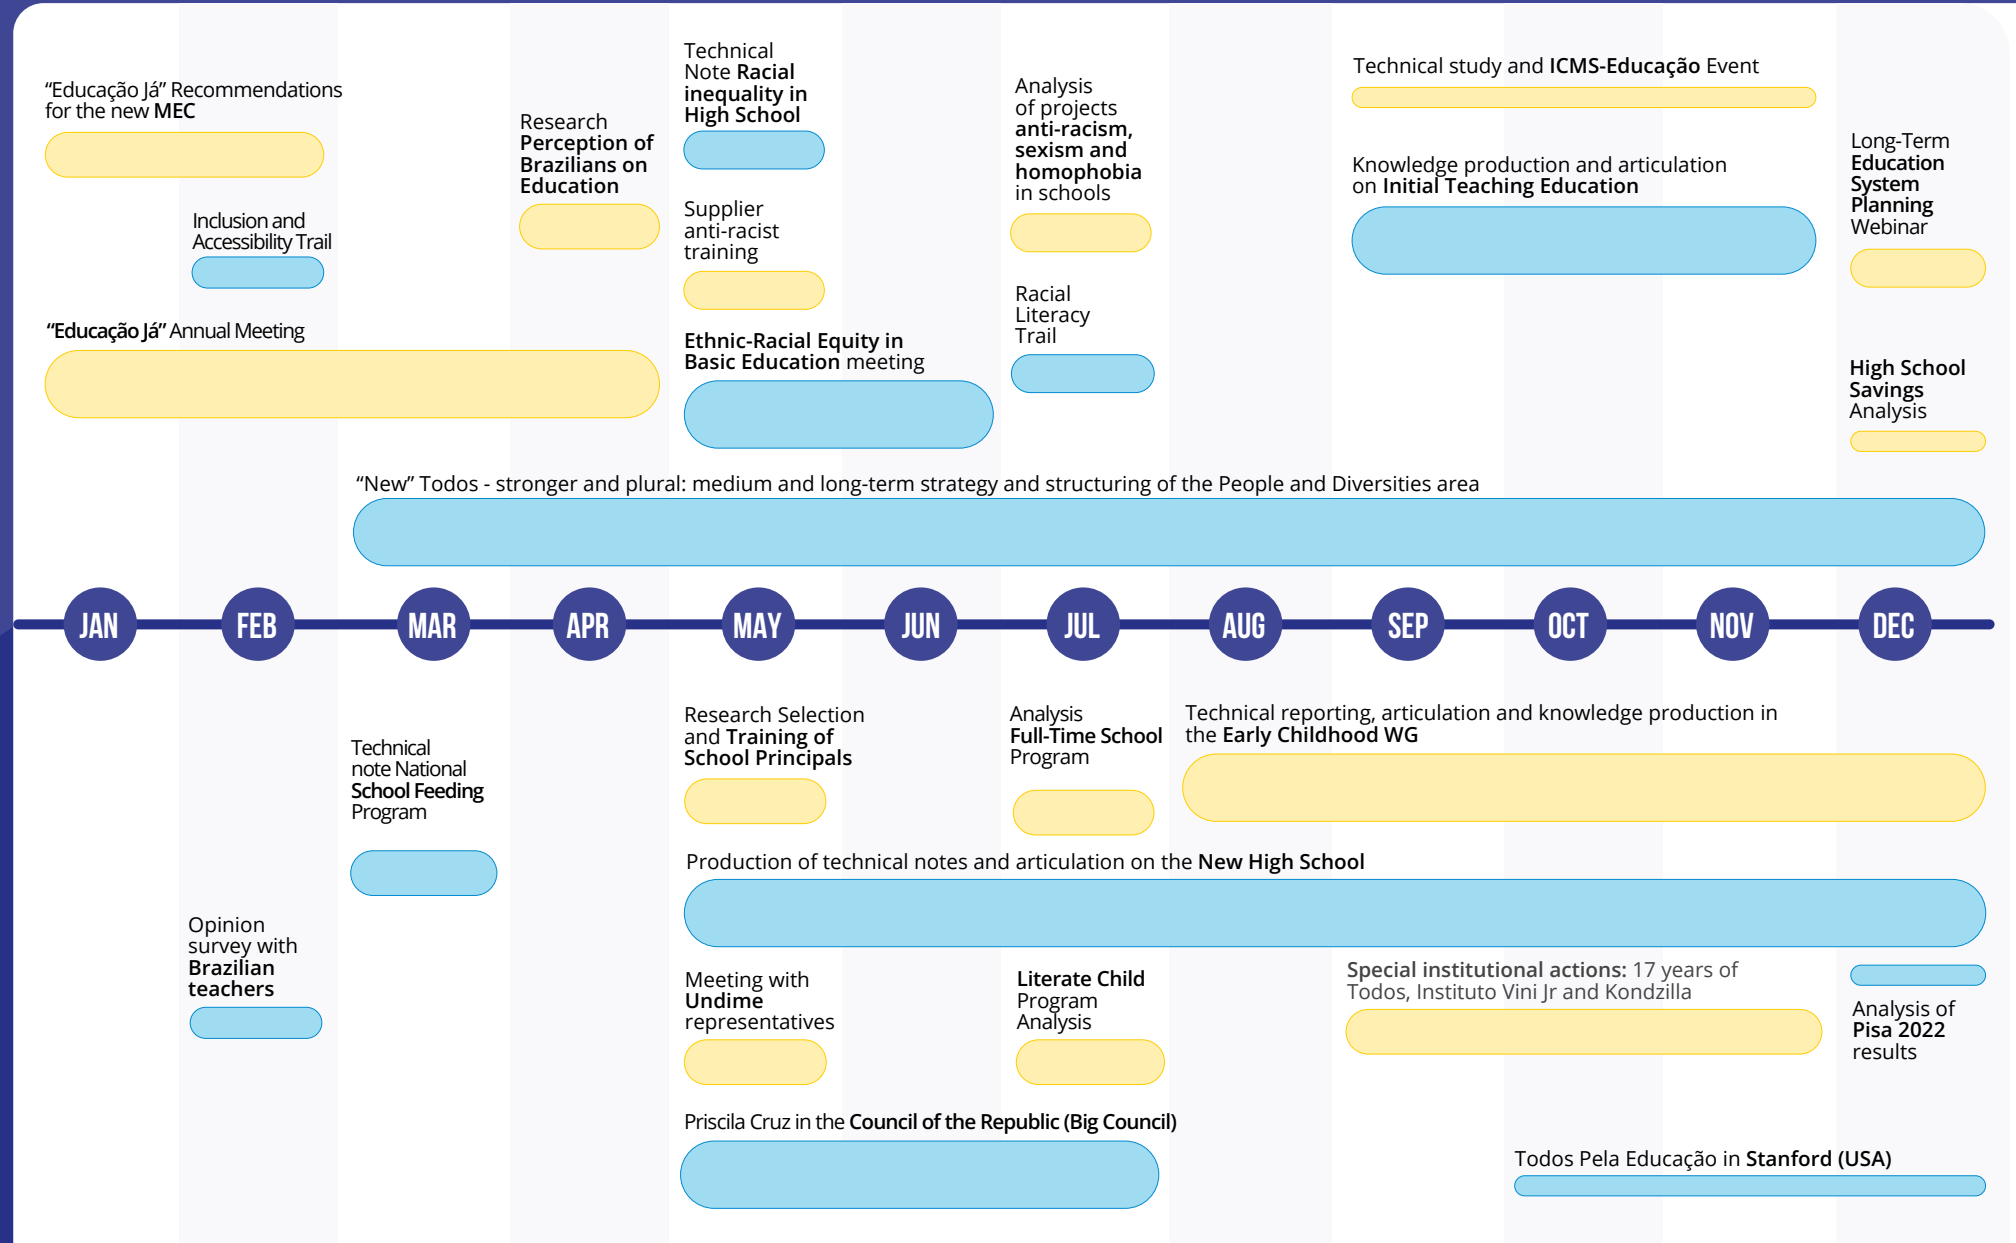 “Educação Já” Recommendations
for the new MEC
Inclusion and
Accessibility Trail
“Educação Já” Annual Meeting
Research
Perception of
Brazilians on
Education
Technical
Note Racial
inequality in
High School
Supplier
anti-racist
training
Ethnic-Racial Equity in
Basic Education meeting
Analysis
of projects
anti-racism,
sexism and
homophobia
in schools
Racial
Literacy
Trail
Technical study and ICMS-Educação Event
Knowledge production and articulation
on Initial Teaching Education
Long-Term
Education
System
Planning
Webinar
High School
Savings
Analysis
“New” Todos - stronger and plural: medium and long-term strategy and structuring of the People and Diversities area
JAN
FEB
MAR
APR
MAY
JUN
JUL
AUG
SEP
OCT
NOV
DEC
Opinion
survey with
Brazilian
teachers
Technical
note National
School Feeding
Program
Research Selection
and Training of
School Principals
Analysis
Full-Time School
Program
Technical reporting, articulation and knowledge production in
the Early Childhood WG
Production of technical notes and articulation on the New High School
Meeting with
Undime
representatives
Literate Child
Program
Analysis
Special institutional actions: 17 years of
Todos, Instituto Vini Jr and Kondzilla
Analysis of
Pisa 2022
results
Priscila Cruz in the Council of the Republic (Big Council)
Todos Pela Educação in Stanford (USA)